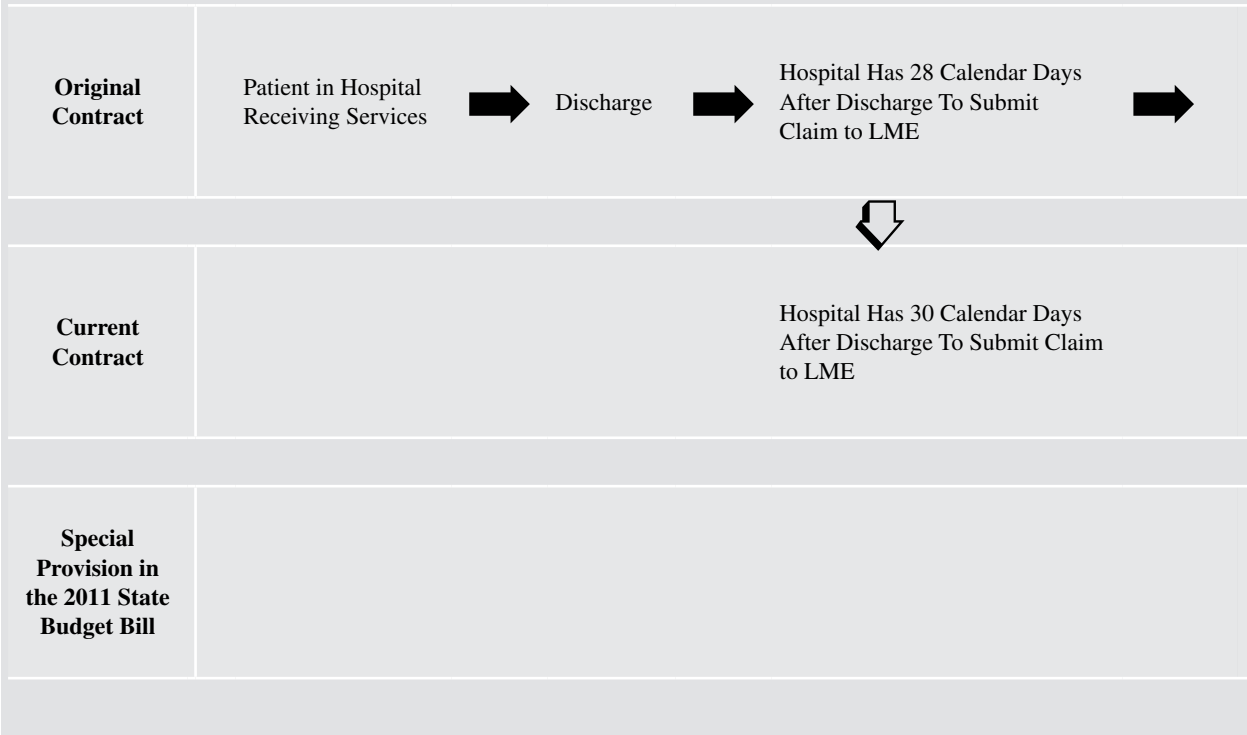 Original
Contract
Patient in Hospital
Receiving Services
Discharge
Hospital Has 28 Calendar Days
After Discharge To Submit
Claim to LME
Current
Contract
Hospital Has 30 Calendar Days
After Discharge To Submit Claim
to LME
Special
Provision in
the 2011 State
Budget Bill